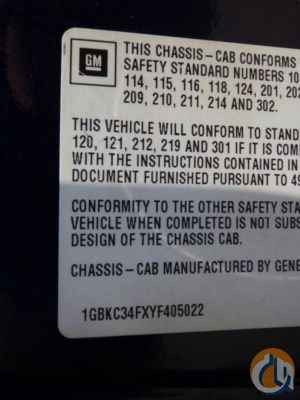 GM
THIS CHASSIS-CAB CONFORMS
SAFETY STANDARD NUMBERS 10
114, 115, 116, 118, 124, 201, 202
209, 210, 211, 214 AND 302.
THIS VEHICLE WILL CONFORM TO STAND
120, 121, 212, 219 AND 301 IF IT IS COM
WITH THE INSTRUCTIONS CONTAINED IN
DOCUMENT FURNISHED PURSUANT TO 49
CONFORMITY TO THE OTHER SAFETY STA
VEHICLE WHEN COMPLETED IS NOT SUBS
DESIGN OF THE CHASSIS CAB.
CHASSIS-CAB MANUFACTURED BY GENE
1GBKC34FXYF405022